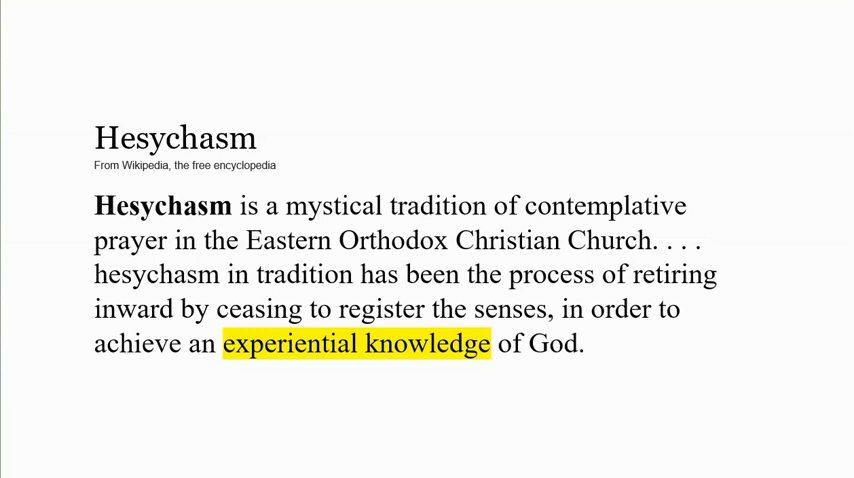 Hesychasm
From Wikipedia, the free encyclopedia
Hesychasm is a mystical tradition of contemplative
prayer in the Eastern Orthodox Christian Church. . . .
hesychasm in tradition has been the process of retiring
inward by ceasing to register the senses, in order to
achieve an experiential knowledge of God.